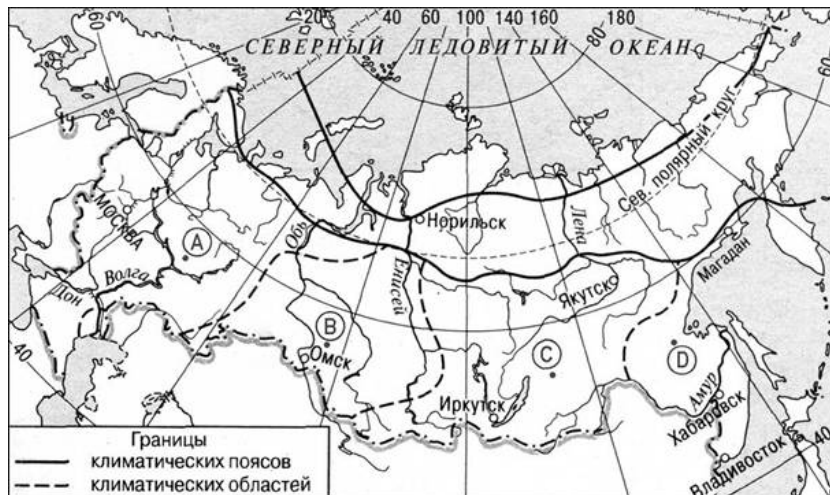 20 40 60 100 140 160 180
60
СЕВЕРНЫЙ ЛЕДОВИТЫЙ ОКЕАН
80
60
Сев. полярный круг
Норильск
Лена
Обь
МОСКВА
A
Енисей
Магадан
Волга
Дон
Якутск
B
C
D
40
Омск
Амур
Иркутск
Хабаровск
Владивосток
40
Границы
климатических поясов
климатических областей